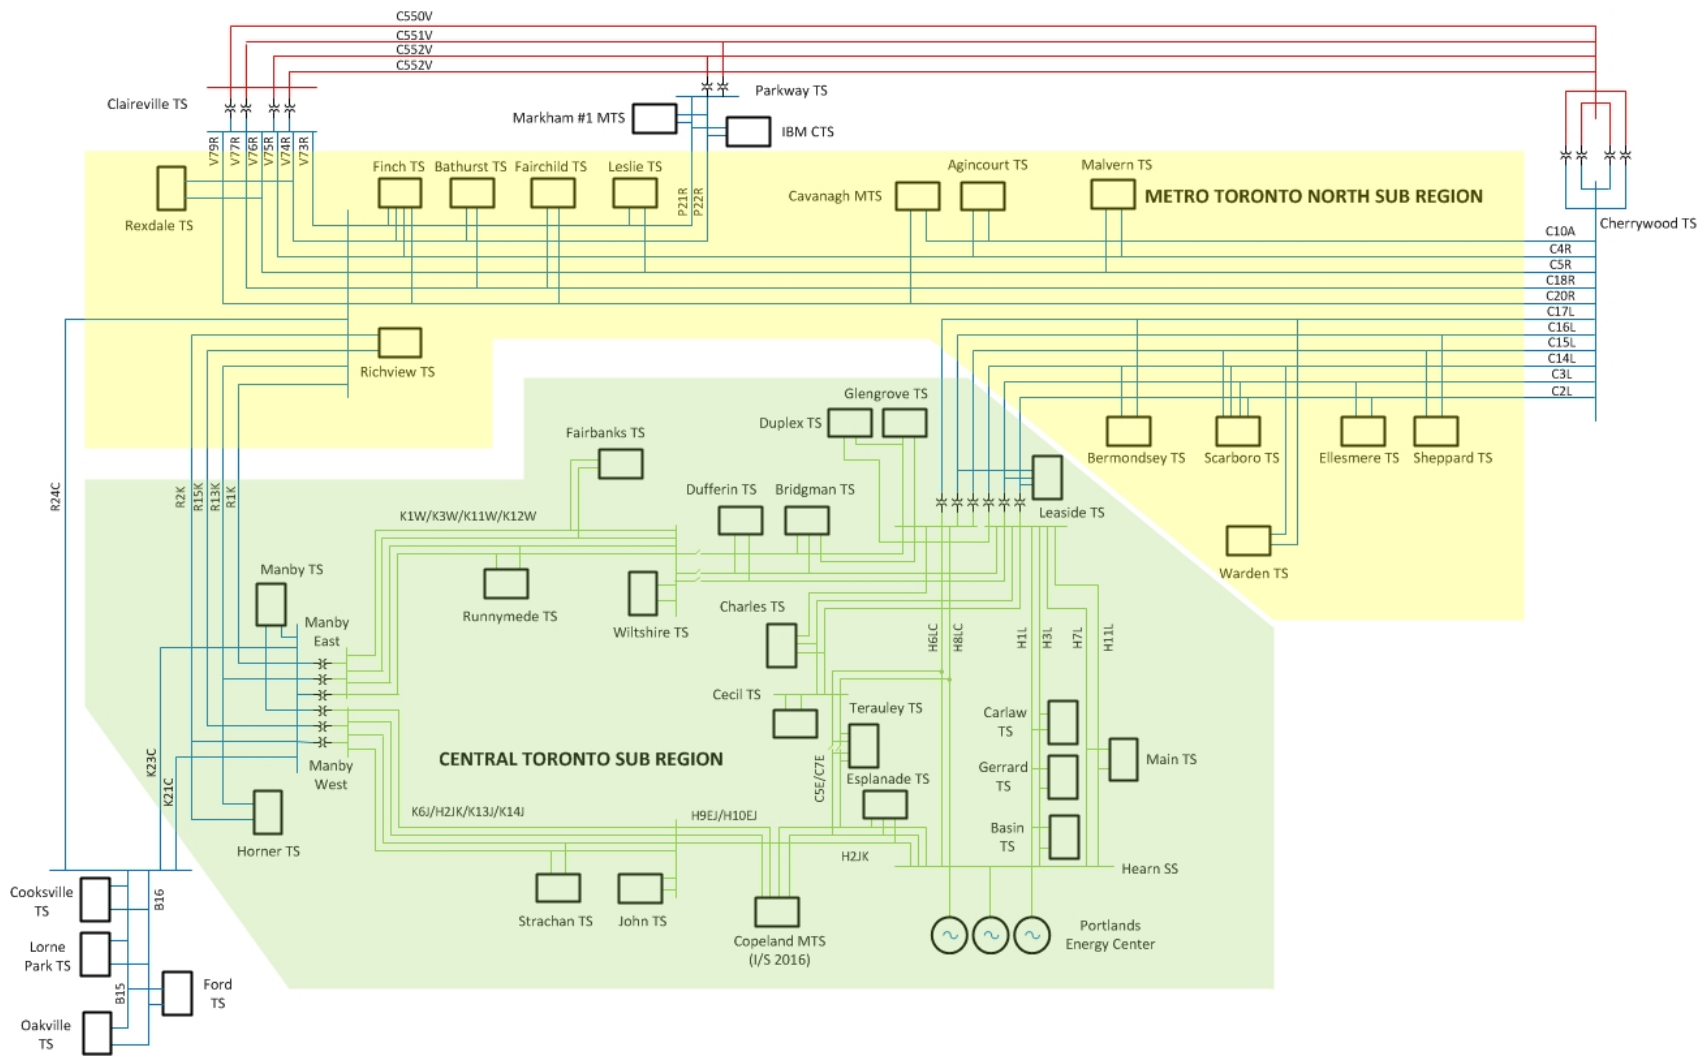 C550V
C551V
C552V
C552V
Claireville TS
Parkway TS
Markham #1 MTS
IBM CTS
V79R
V77R
V76R
V75R
V74R
V73R
Rexdale TS
Finch TS
Bathurst TS
Fairchild TS
Leslie TS
P21R
P22R
Cavanagh MTS
Agincourt TS
Malvern TS
METRO TORONTO NORTH SUB REGION
Cherrywood TS
C10A
C4R
C5R
C18R
C20R
C17L
C16L
C15L
C14L
C3L
C2L
Richview TS
Glengrove TS
Duplex TS
Fairbanks TS
Bermondsey TS
Scarboro TS
Ellesmere TS
Sheppard TS
R24C
R2K
R15K
R13K
R1K
K1W/K3W/K11W/K12W
Dufferin TS
Bridgman TS
Leaside TS
Warden TS
Manby TS
Manby
East
Runnymede TS
Wiltshire TS
Charles TS
H6LC
H8LC
H1L
H3L
H7L
H11L
Cecil TS
Terauley TS
Carlaw
TS
CENTRAL TORONTO SUB REGION
Manby
West
K23C
K21C
C5E/C7E
Esplanade TS
Gerrard
TS
Main TS
K6J/H2JK/K13J/K14J
H9EJ/H10EJ
Basin
TS
Horner TS
H2JK
Hearn SS
Cooksville
TS
B16
Strachan TS
John TS
Copeland MTS
(I/S 2016)
Portlands
Energy Center
Lorne
Park TS
B15
Ford
TS
Oakville
TS